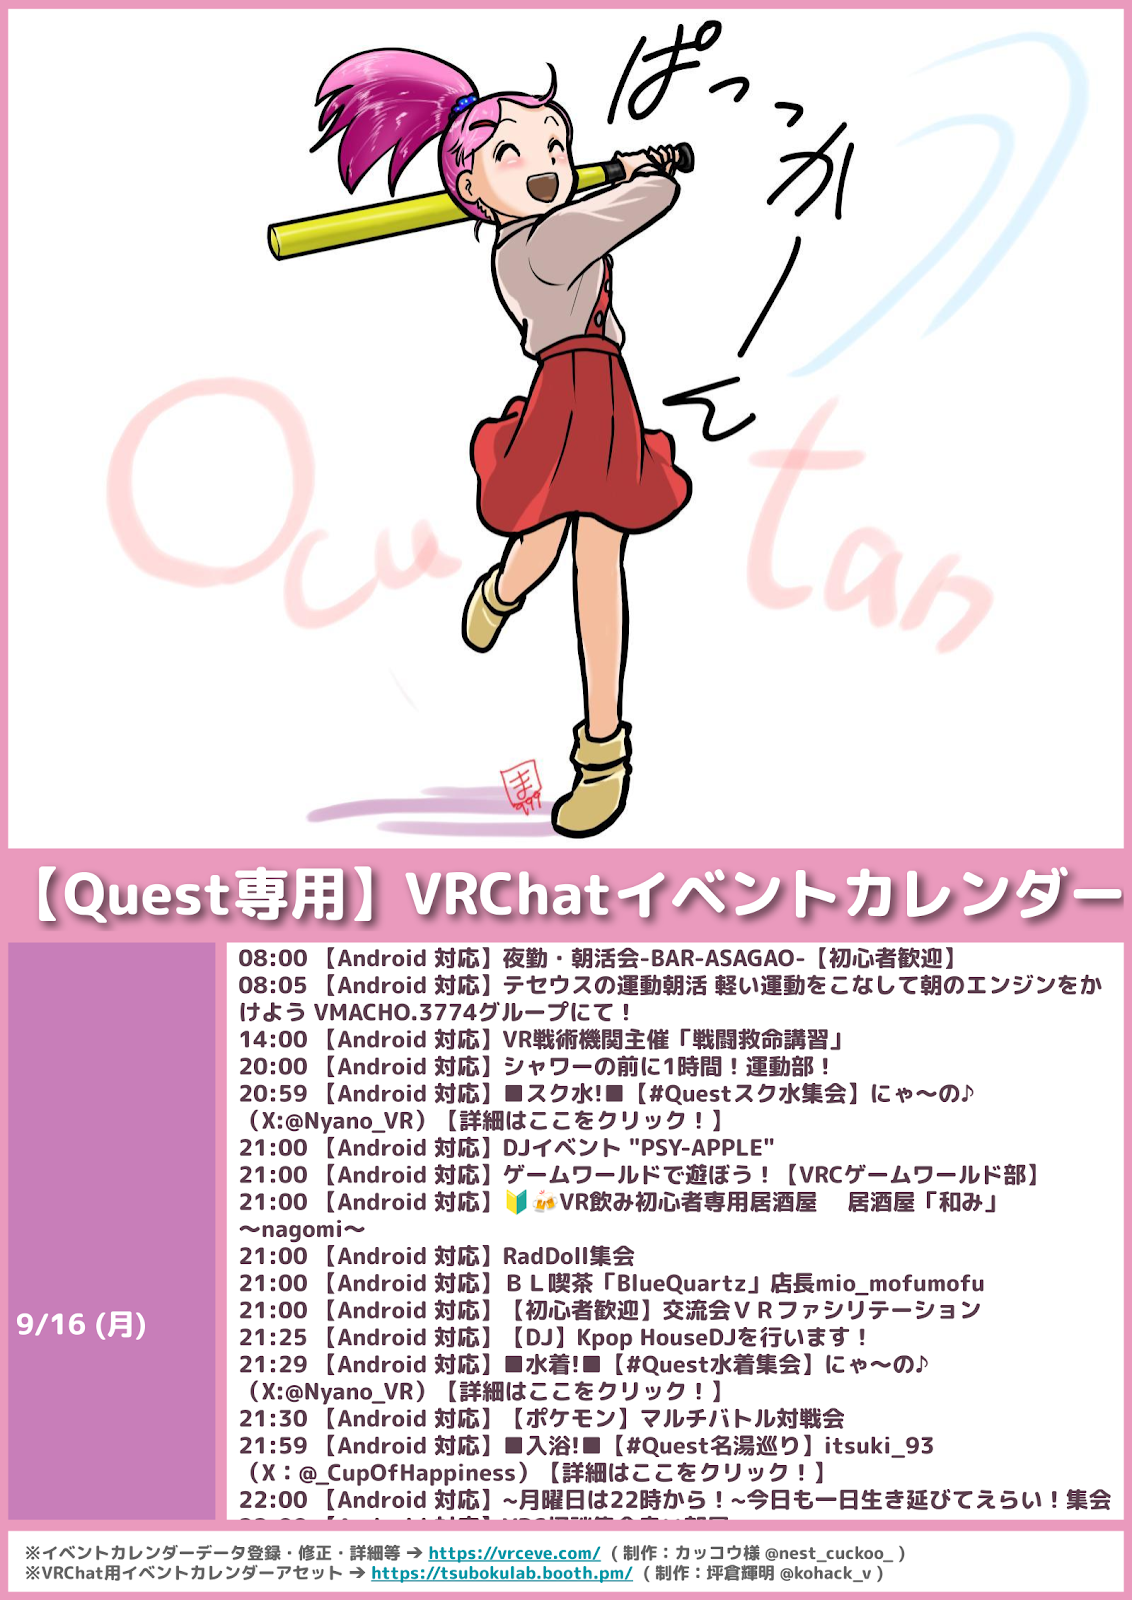 ぱっっかーん
Ocu tan
ま
999
【Quest専用】VRChatイベントカレンダー
9/16 (月)
08:00 【Android 対応】夜勤・朝活会-BAR-ASAGAO-【初心者歓迎】
08:05 【Android 対応】テセウスの運動朝活 軽い運動をこなして朝のエンジンをか
けよう VMACHO.3774グループにて！
14:00 【Android 対応】VR戦術機関主催「戦闘救命講習」
20:00 【Android 対応】シャワーの前に1時間！運動部！
20:59 【Android 対応】■スク水!■【#Questスク水集会】にゃ～の♪
（X:@Nyano_VR）【詳細はここをクリック！】
21:00 【Android 対応】DJイベント "PSY-APPLE"
21:00 【Android 対応】ゲームワールドで遊ぼう！【VRCゲームワールド部】
21:00 【Android 対応】🔰🍻VR飲み初心者専用居酒屋　居酒屋「和み」
～nagomi～
21:00 【Android 対応】RadDoll集会
21:00 【Android 対応】ＢＬ喫茶「BlueQuartz」店長mio_mofumofu
21:00 【Android 対応】【初心者歓迎】交流会ＶＲファシリテーション
21:25 【Android 対応】【DJ】Kpop HouseDJを行います！
21:29 【Android 対応】■水着!■【#Quest水着集会】にゃ～の♪
（X:@Nyano_VR）【詳細はここをクリック！】
21:30 【Android 対応】【ポケモン】マルチバトル対戦会
21:59 【Android 対応】■入浴!■【#Quest名湯巡り】itsuki_93
（X：@_CupOfHappiness）【詳細はここをクリック！】
22:00 【Android 対応】~月曜日は22時から！~今日も一日生き延びてえらい！集会
※イベントカレンダーデータ登録・修正・詳細等 → https://vrceve.com/ （制作：カッコウ様 @nest_cuckoo_ ）
※VRChat用イベントカレンダーアセット → https://tsubokulab.booth.pm/ （制作：坪倉輝明 @kohack_v ）